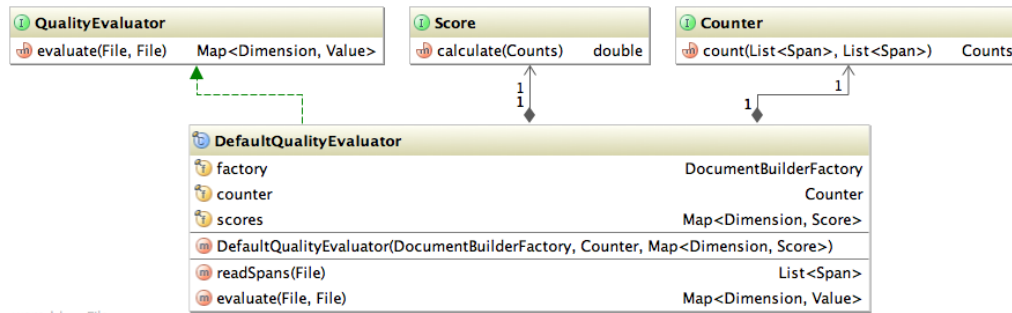 QualityEvaluator
evaluate(File, File) Map<Dimension, Value>
Score
calculate(Counts) double
Counter
count(List<Span>, List<Span>) Counts
1
1
1
1
DefaultQualityEvaluator
factory DocumentBuilderFactory
counter Counter
scores Map<Dimension, Score>
DefaultQualityEvaluator(DocumentBuilderFactory, Counter, Map<Dimension, Score>)
readSpans(File) List<Span>
evaluate(File, File) Map<Dimension, Value>